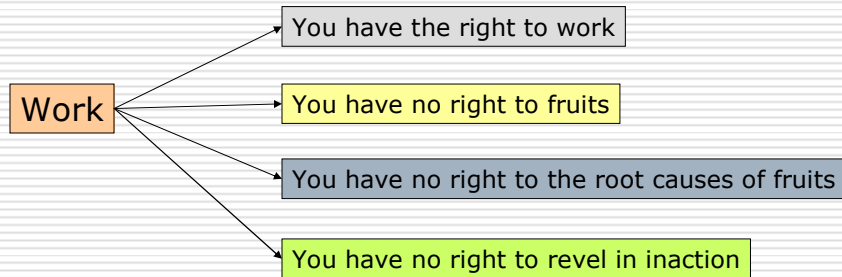 You have the right to work
Work
You have no right to fruits
You have no right to the root causes of fruits
You have no right to revel in inaction